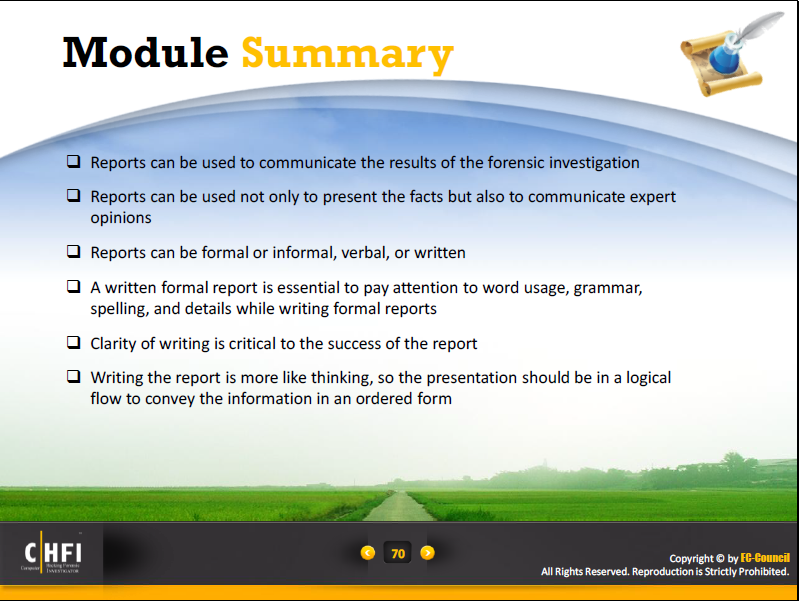 Module Summary
Reports can be used to communicate the results of the forensic investigation
Reports can be used not only to present the facts but also to communicate expert
opinions
Reports can be formal or informal, verbal, or written
A written formal report is essential to pay attention to word usage, grammar,
spelling, and details while writing formal reports
Clarity of writing is critical to the success of the report
Writing the report is more like thinking, so the presentation should be in a logical
flow to convey the information in an ordered form
CHFI
Computer Hacking Forensic
INVESTIGATOR
70
Copyright © by EC-Council
All Rights Reserved. Reproduction is Strictly Prohibited.